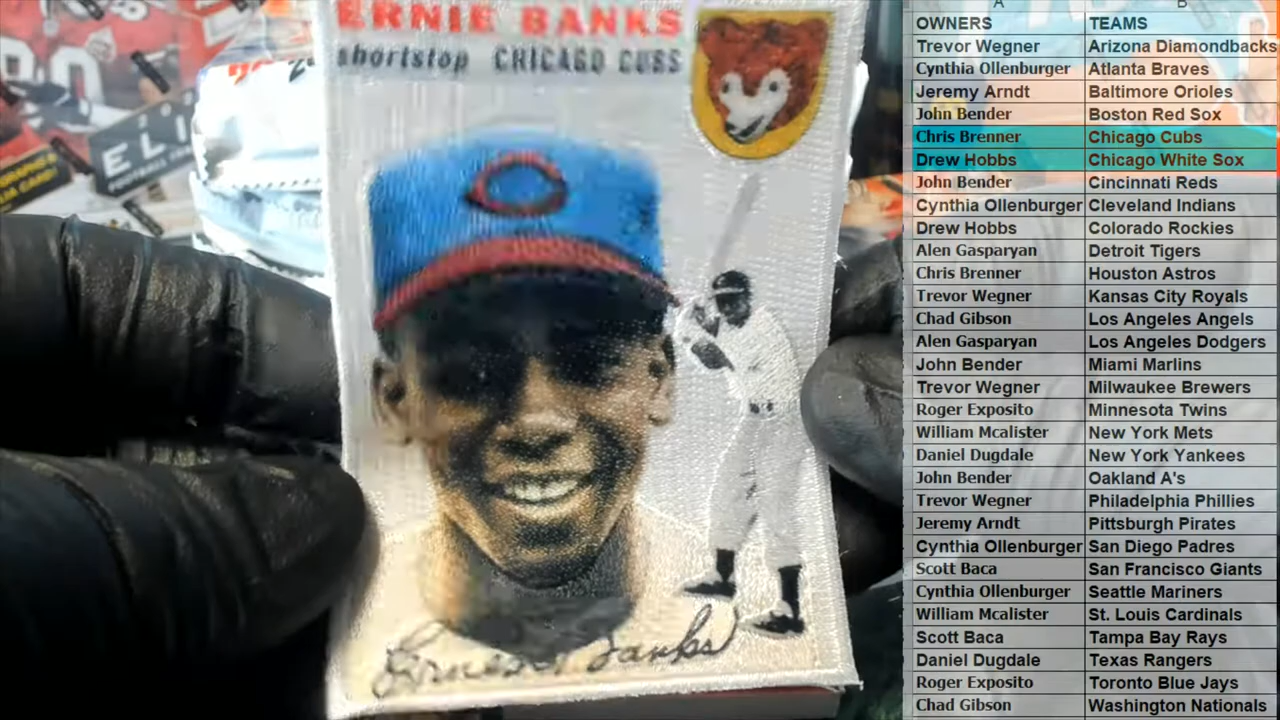 ERNIE BANKS
shortstop CHICAGO CUBS
ELI
A B
OWNERS TEAMS
Trevor Wegner Arizona Diamondbacks
Cynthia Ollenburger Atlanta Braves
Jeremy Arndt Baltimore Orioles
John Bender Boston Red Sox
Chris Brenner Chicago Cubs
Drew Hobbs Chicago White Sox
John Bender Cincinnati Reds
Cynthia Ollenburger Cleveland Indians
Drew Hobbs Colorado Rockies
Alen Gasparyan Detroit Tigers
Chris Brenner Houston Astros
Trevor Wegner Kansas City Royals
Chad Gibson Los Angeles Angels
Alen Gasparyan Los Angeles Dodgers
John Bender Miami Marlins
Trevor Wegner Milwaukee Brewers
Roger Exposito Minnesota Twins
William Mcalister New York Mets
Daniel Dugdale New York Yankees
John Bender Oakland A's
Trevor Wegner Philadelphia Phillies
Jeremy Arndt Pittsburgh Pirates
Cynthia Ollenburger San Diego Padres
Scott Baca San Francisco Giants
Cynthia Ollenburger Seattle Mariners
William Mcalister St. Louis Cardinals
Scott Baca Tampa Bay Rays
Daniel Dugdale Texas Rangers
Roger Exposito Toronto Blue Jays
Chad Gibson Washington Nationals
Ernest Banks